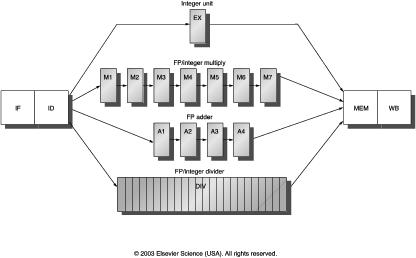 Integer unit
EX
FP/integer multiply
M1 M2 M3 M4 M5 M6 M7
IF ID MEM WB
FP adder
A1 A2 A3 A4
FP/integer divider
DIV
© 2003 Elsevier Science (USA). All rights reserved.